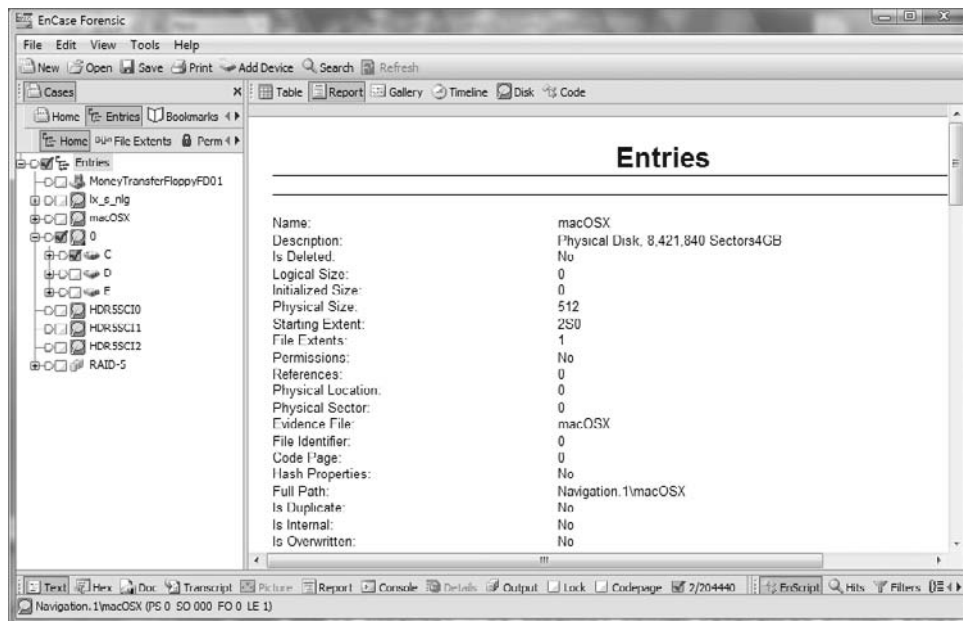 EnCase Forensic
File Edit View Tools Help
New Open Save Print Add Device Search Refresh
Cases
Table Report Gallery Timeline Disk Code
Home Entries Bookmarks
Home File Extents Perm
Entries
MoneyTransferFloppyFD01
lx_s_nlg
macOSX
0
C
D
E
HDR5SCI0
HDR5SCI1
HDR5SCI2
RAID-5
Entries
Name: macOSX
Description: Physical Disk, 8,421,840 Sectors4GB
Is Deleted: No
Logical Size: 0
Initialized Size: 0
Physical Size: 512
Starting Extent: 2S0
File Extents: 1
Permissions: No
References: 0
Physical Location: 0
Physical Sector: 0
Evidence File: macOSX
File Identifier: 0
Code Page: 0
Hash Properties: No
Full Path: Navigation.1\macOSX
Is Duplicate: No
Is Internal: No
Is Overwritten: No
Text Hex Doc Transcript Picture Report Console Details Output Lock Codepage 2/204440 EnScript Hits Filters
Navigation.1\macOSX (PS 0 SO 000 FO 0 LE 1)